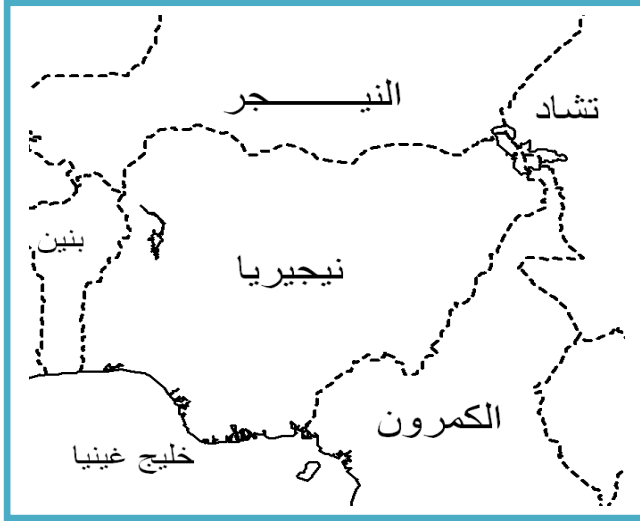 النيـــــجر
تشاد
بنين
نيجيريا
الكمرون
خليج غينيا